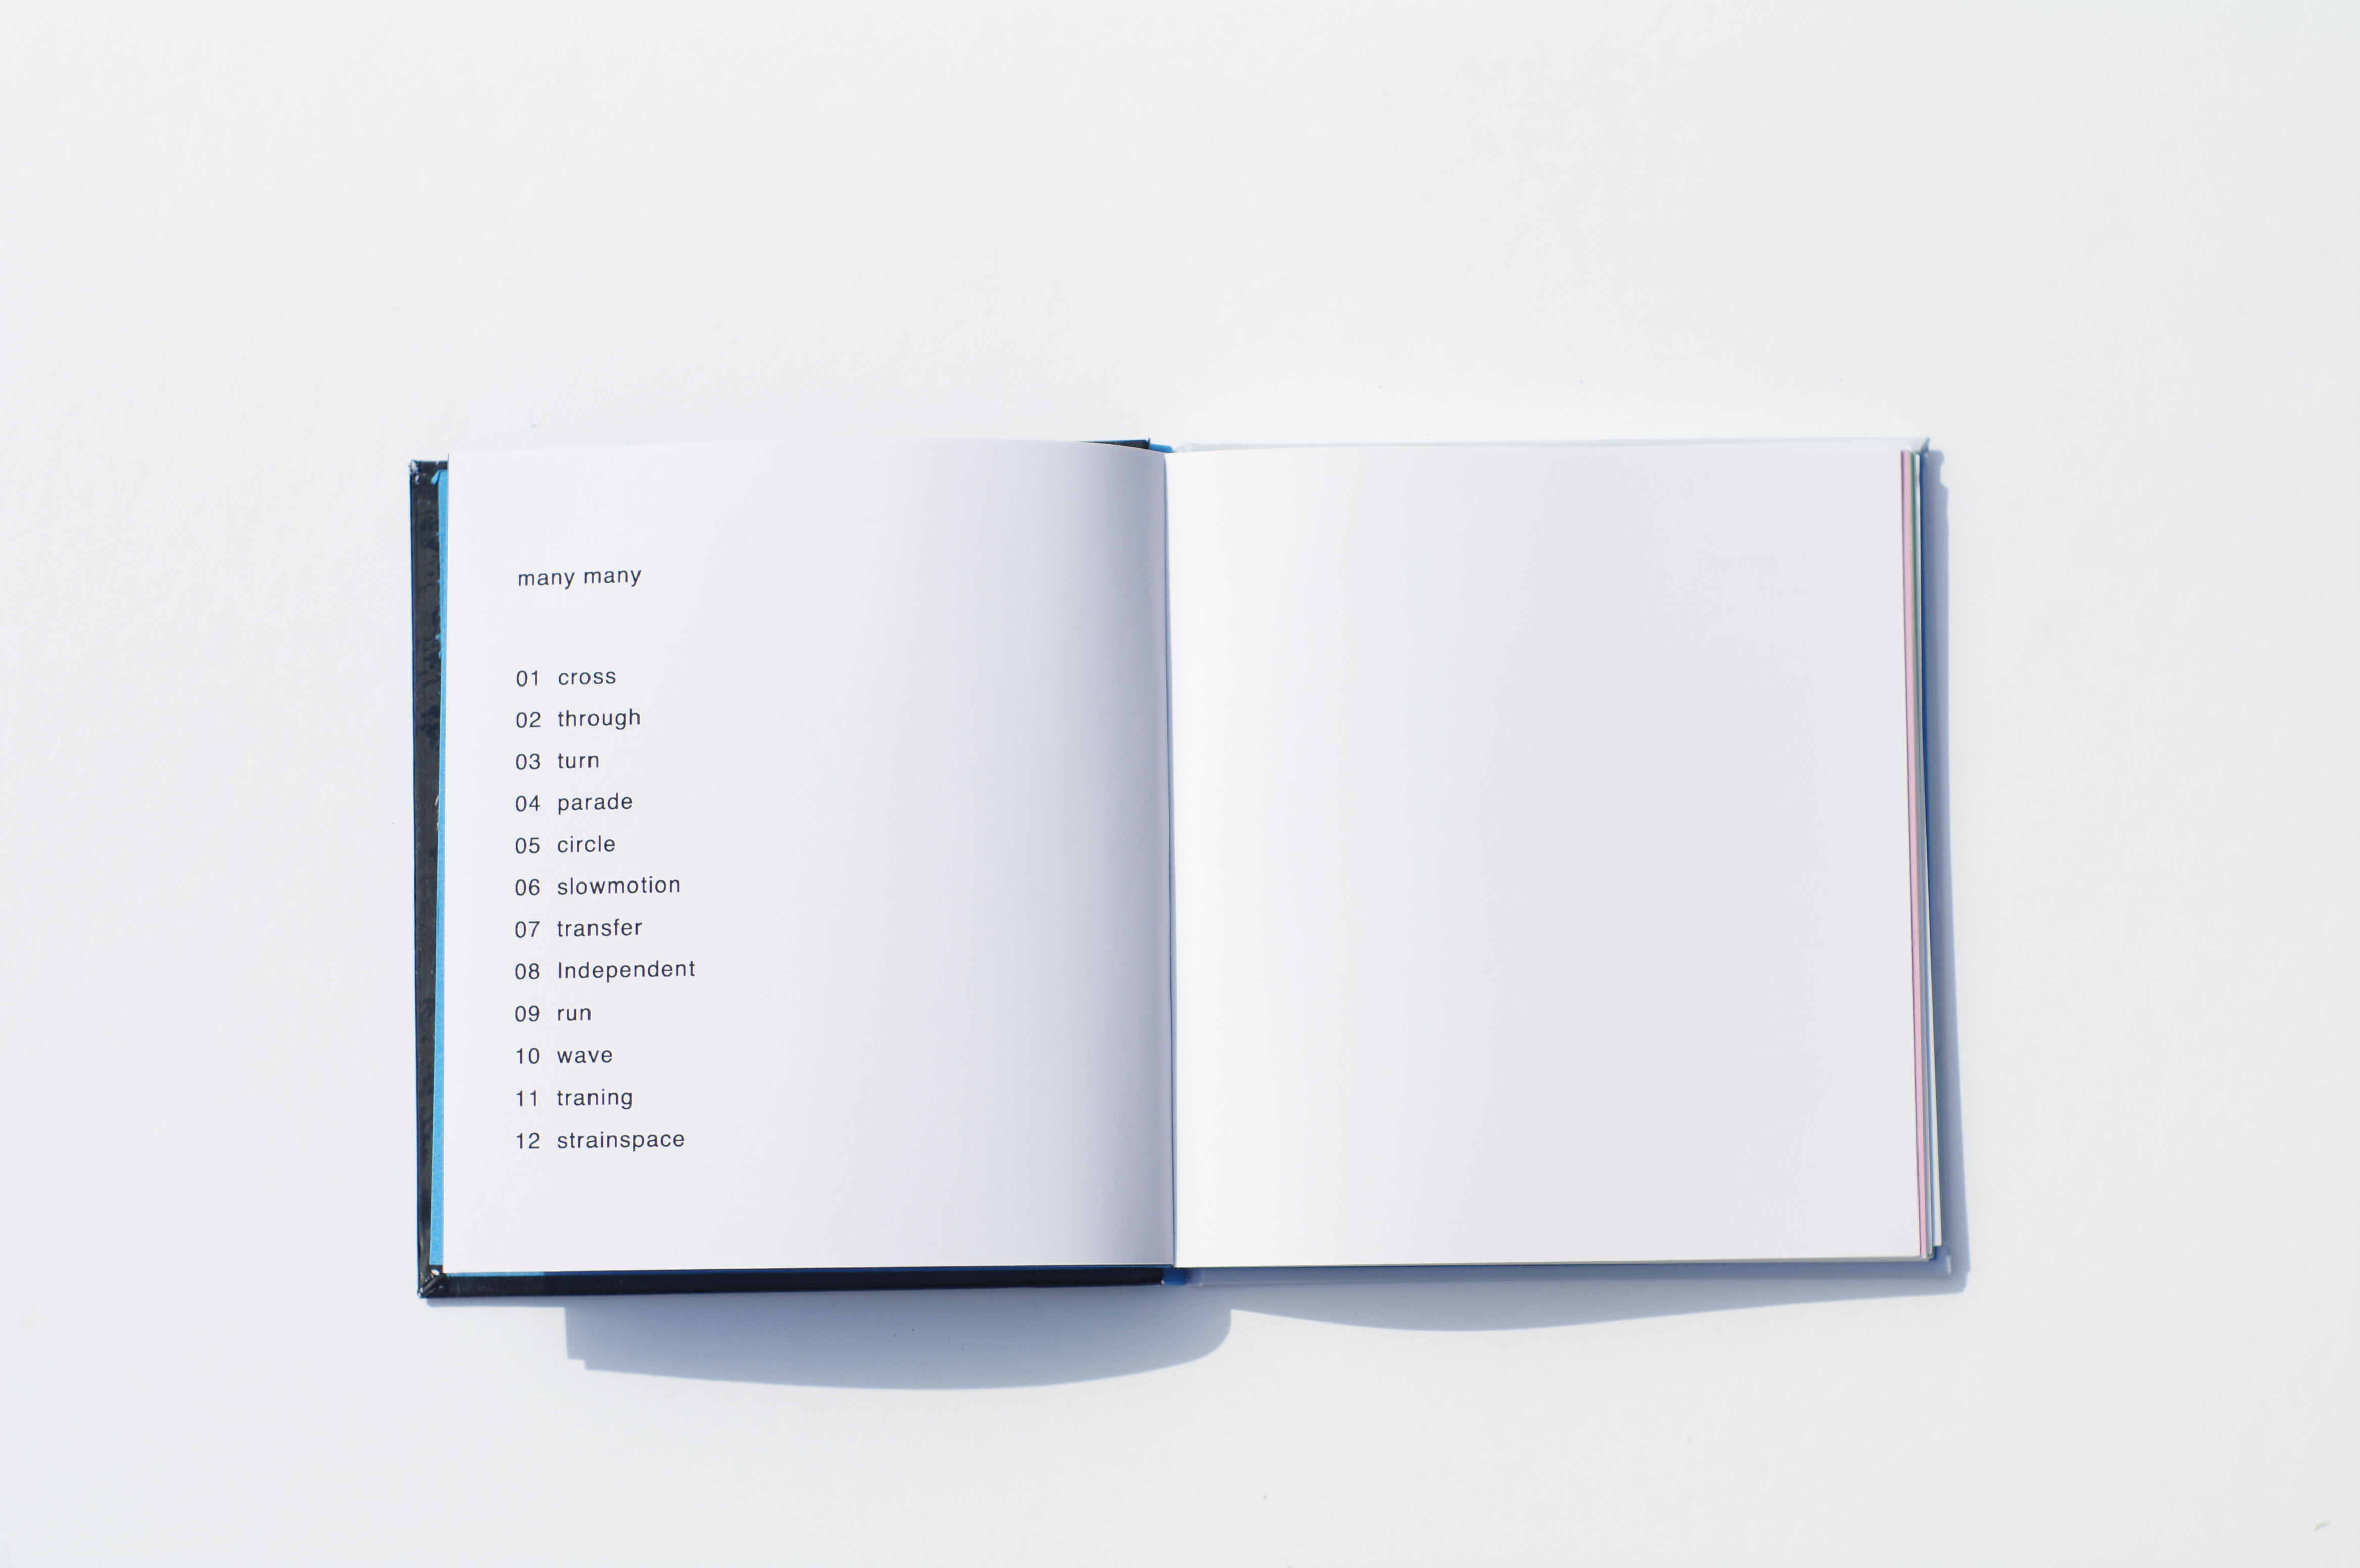 many many
01 cross
02 through
03 turn
04 parade
05 circle
06 slowmotion
07 transfer
08 Independent
09 run
10 wave
11 traning
12 strainspace